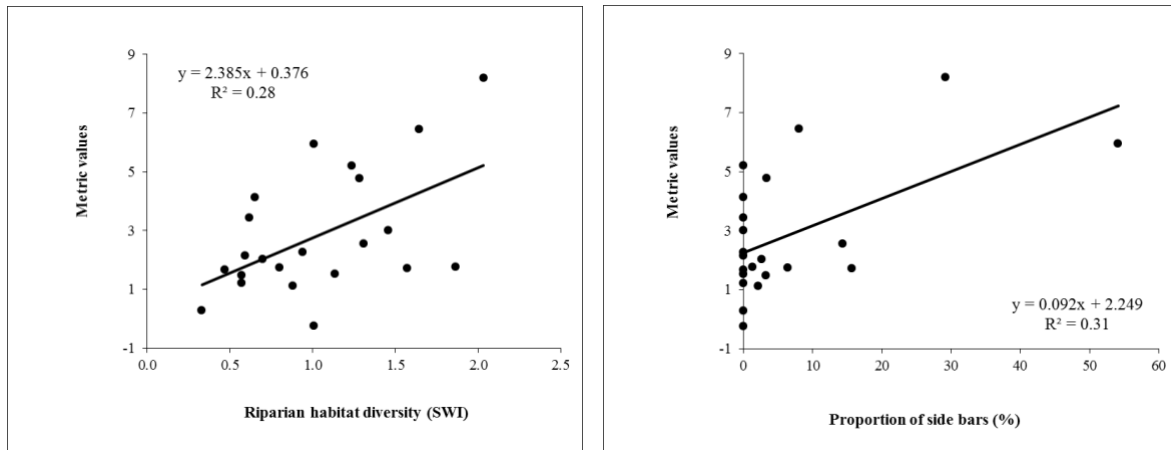 9
y = 2.385x + 0.376
R² = 0.28
7
5
3
1
-1
Metric values
0.0 0.5 1.0 1.5 2.0 2.5
Riparian habitat diversity (SWI)
9
7
5
3
1
-1
Metric values
y = 0.092x + 2.249
R² = 0.31
0 10 20 30 40 50 60
Proportion of side bars (%)